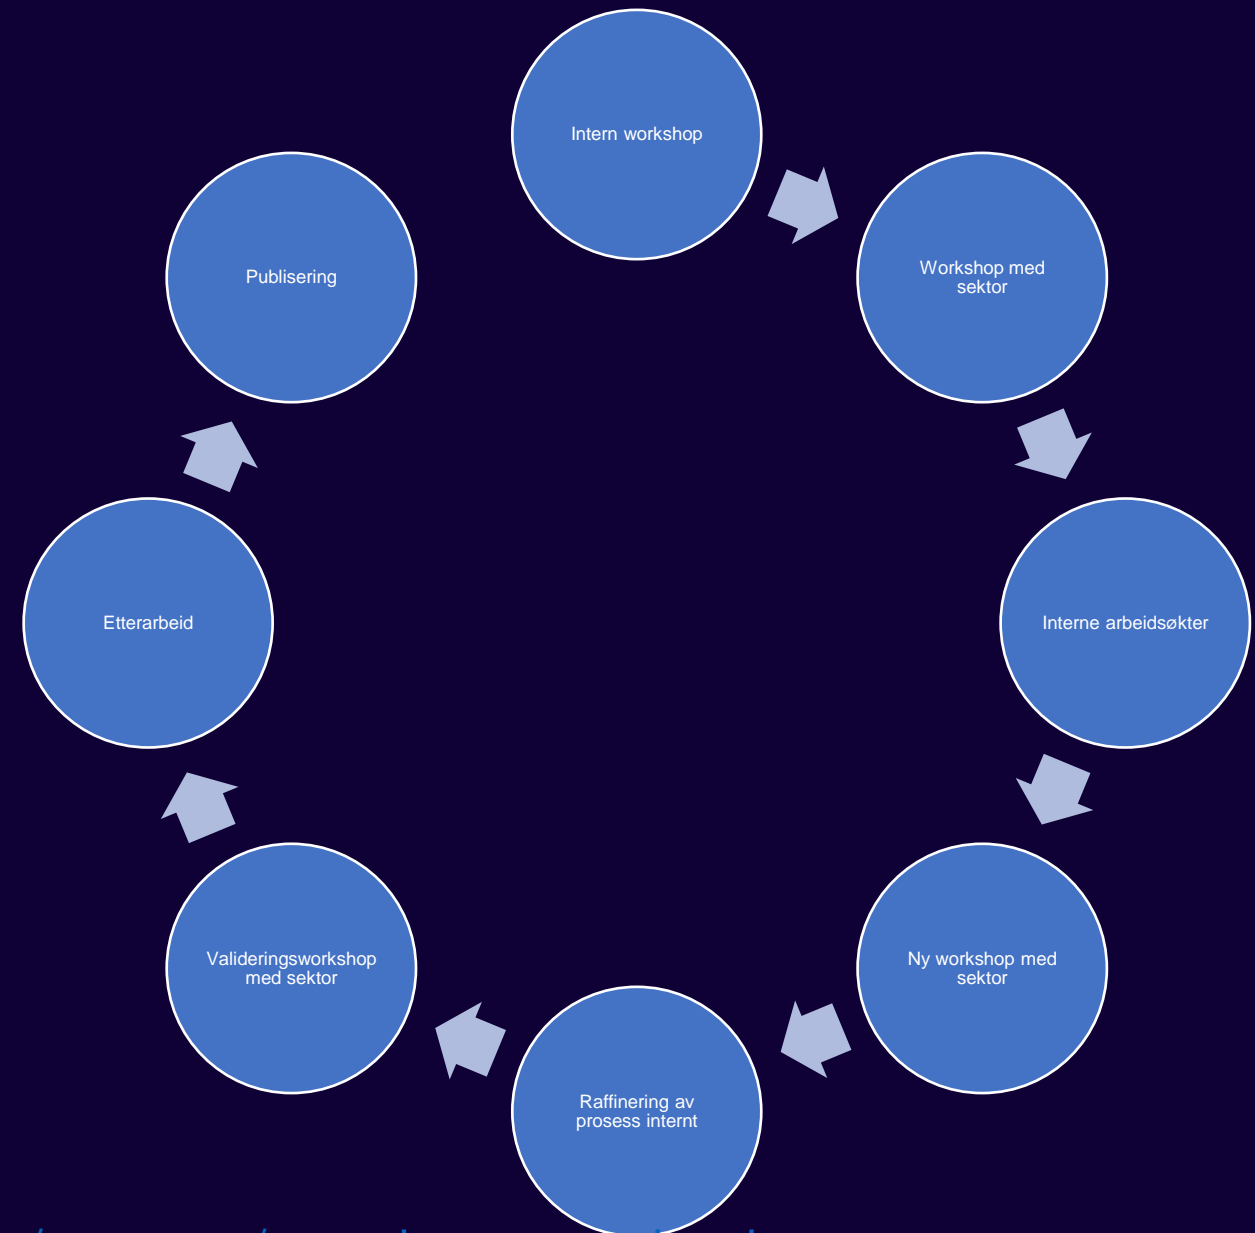 Intern workshop
Workshop med
sektor
Interne arbeidsøkter
Ny workshop med
sektor
Raffinering av
prosess internt
Valideringsworkshop
med sektor
Etterarbeid
Publisering